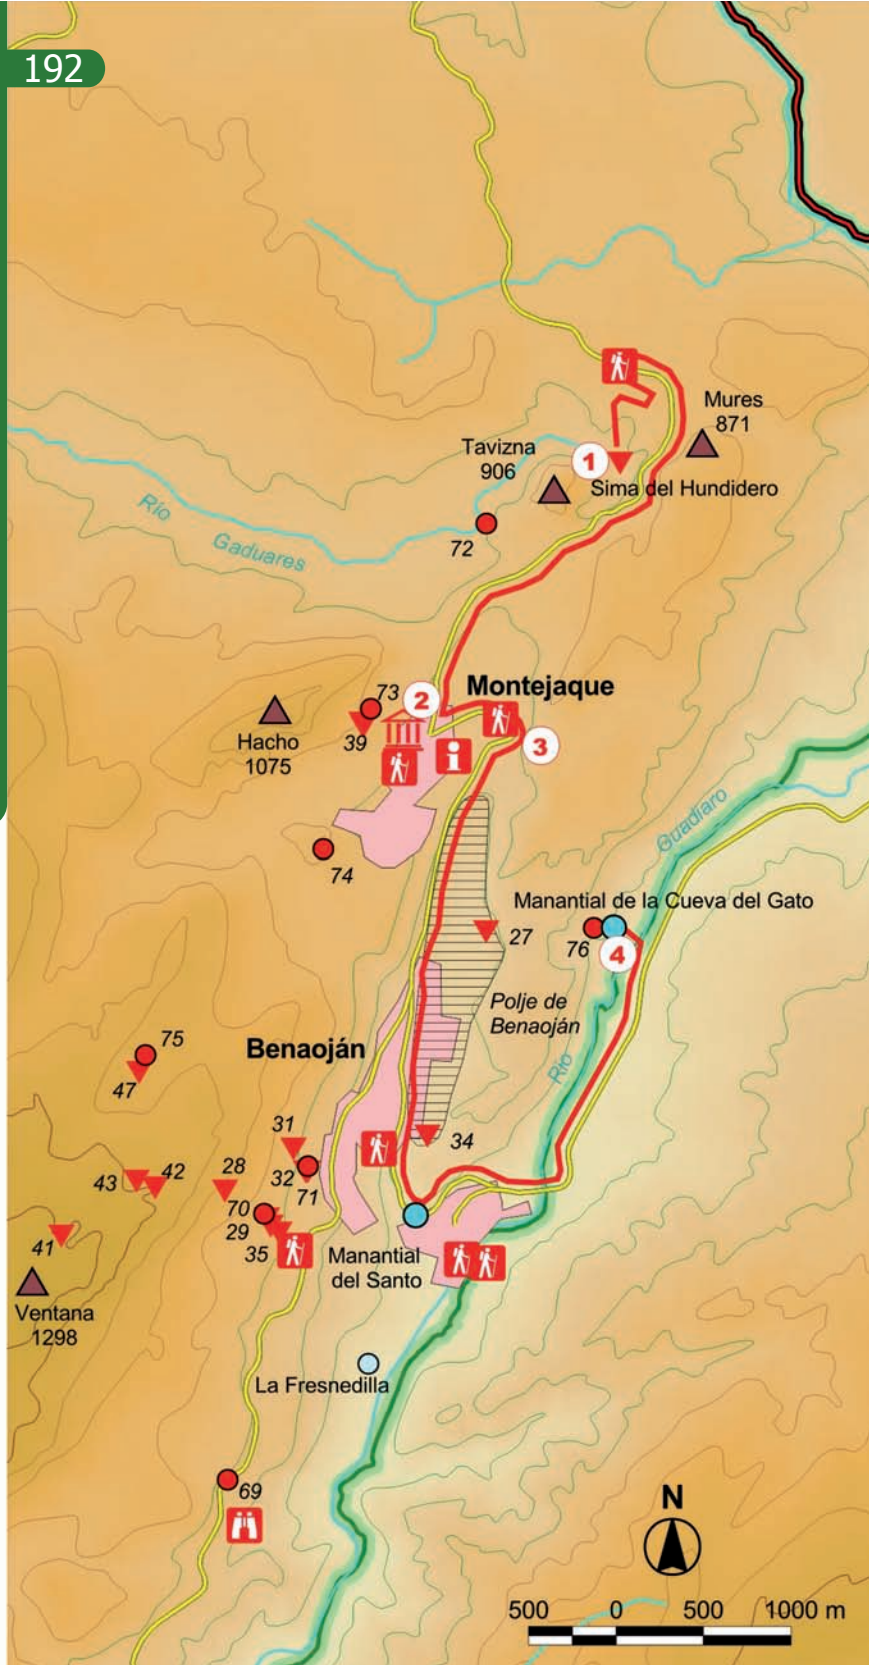 192
Mures
871
Tavizna
906
1
Sima del Hundidero
Río
Gaduares
72
73
2
Montejaque
39
3
Hacho
1075
Guadiaro
74
Manantial de la Cueva del Gato
27
76
4
Polje de
Benaoján
Benaoján
75
47
Río
31
34
32
43
42
28
71
70
29
41
35
Manantial
del Santo
Ventana
1298
La Fresnedilla
69
N
500
0
500
1000 m